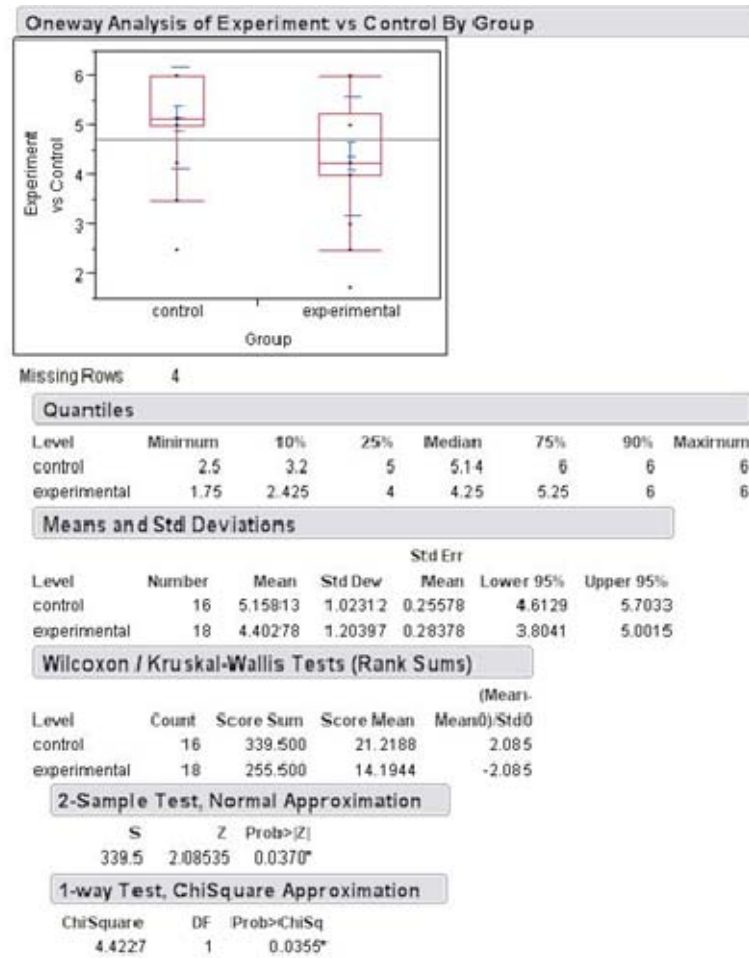 Oneway Analysis of Experiment vs Control By Group
6
5
4
3
2
Experiment
vs Control
control experimental
Group
Missing Rows 4
Quantiles
Level Minimum 10% 25% Median 75% 90% Maximum
control 2.5 3.2 5 5.14 6 6 6
experimental 1.75 2.425 4 4.25 5.25 6 6
Means and Std Deviations
Std Err
Level Number Mean Std Dev Mean Lower 95% Upper 95%
control 16 5.15813 1.02312 0.25578 4.6129 5.7033
experimental 18 4.40278 1.20397 0.28378 3.8041 5.0015
Wilcoxon / Kruskal-Wallis Tests (Rank Sums)
(Mean-
Level Count Score Sum Score Mean Mean0)/Std0
control 16 339.500 21.2188 2.085
experimental 18 255.500 14.1944 -2.085
2-Sample Test, Normal Approximation
S Z Prob>|Z|
339.5 2.08535 0.0370*
1-way Test, ChiSquare Approximation
ChiSquare DF Prob>ChiSq
4.4227 1 0.0355*